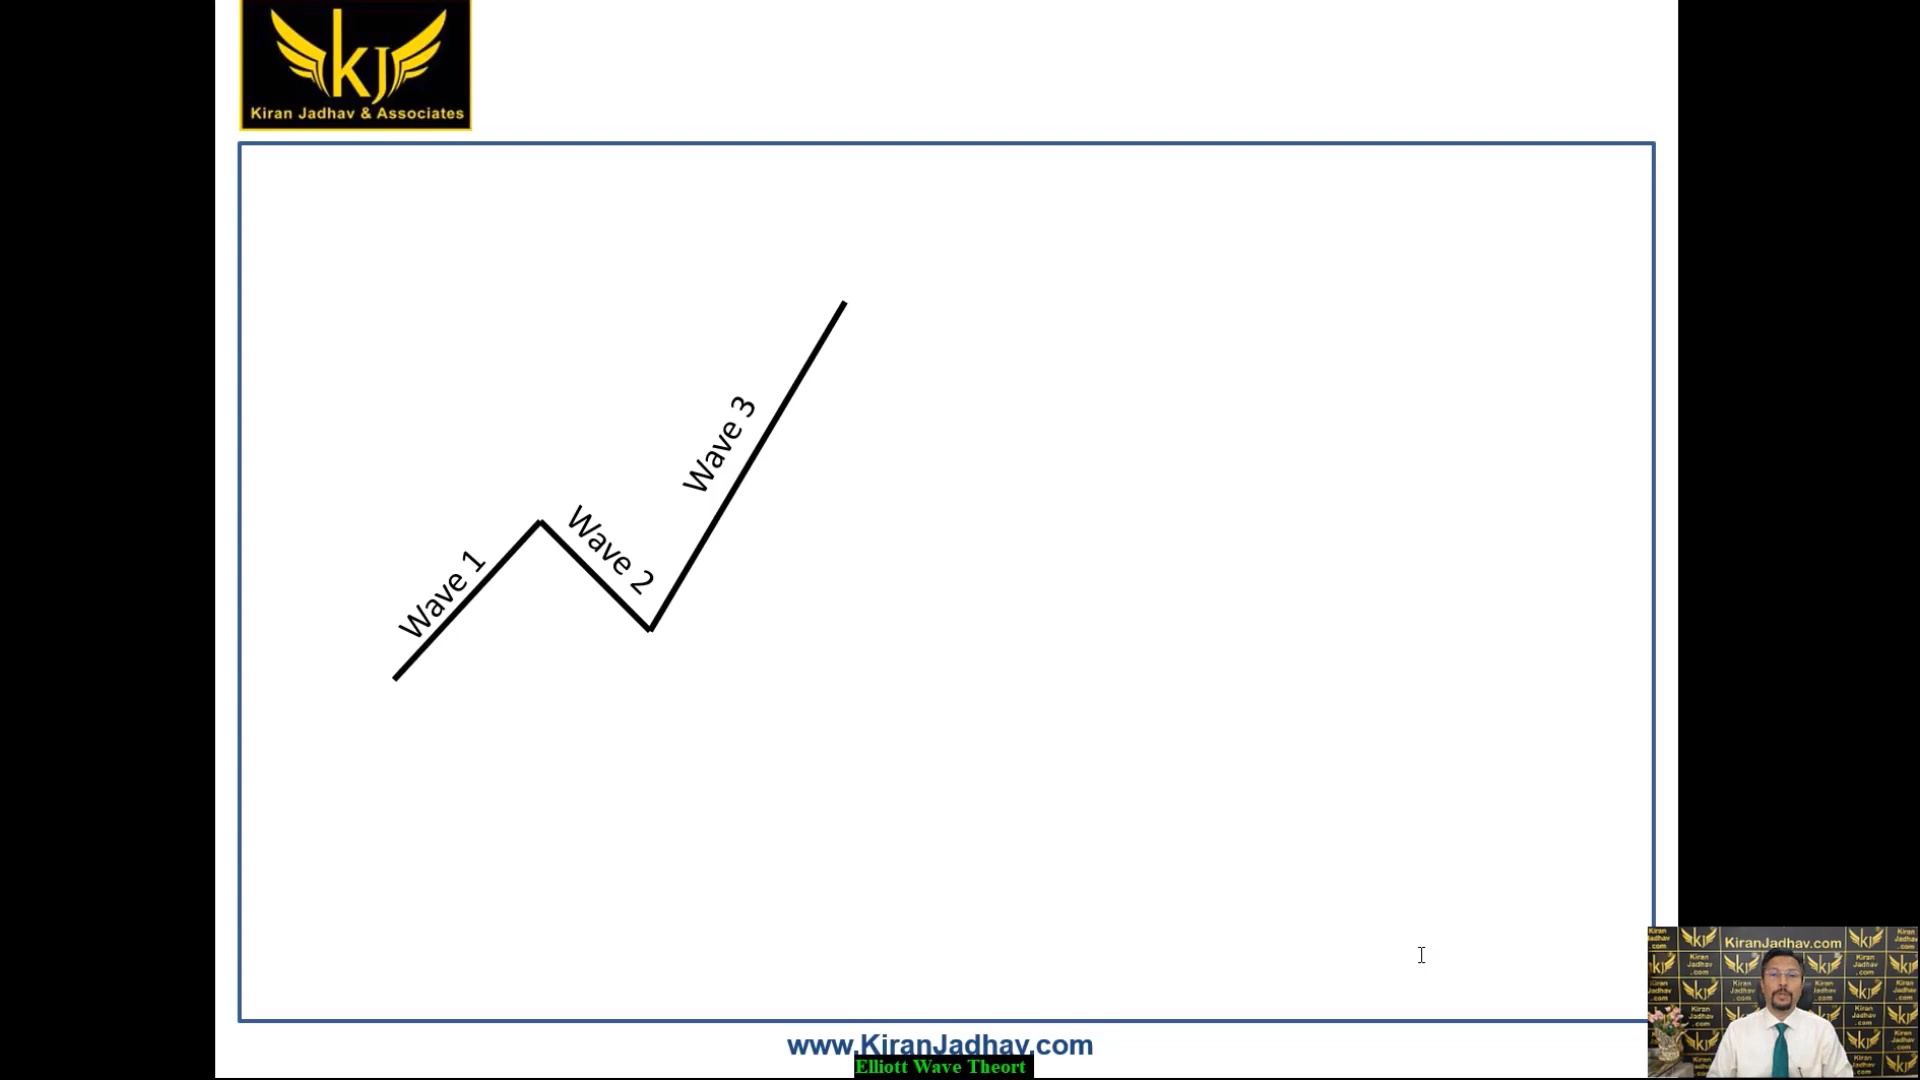 kJ
Kiran Jadhav & Associates
Wave 3
Wave 2
Wave 1
www.KiranJadhav.com
Elliott Wave Theort
KiranJadhav.com